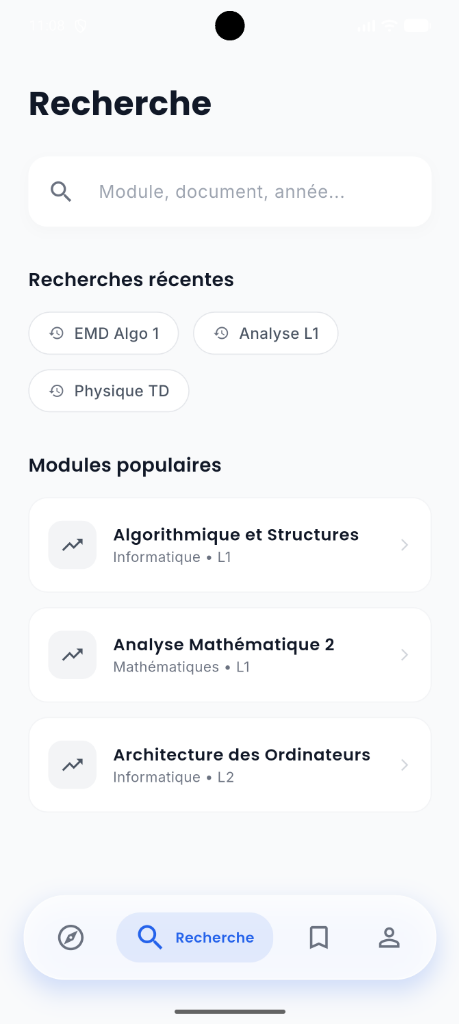 Recherche
Module, document, année...
Recherches récentes
EMD Algo 1
Analyse L1
Physique TD
Modules populaires
Algorithmique et Structures
Informatique • L1
Analyse Mathématique 2
Mathématiques • L1
Architecture des Ordinateurs
Informatique • L2
Recherche